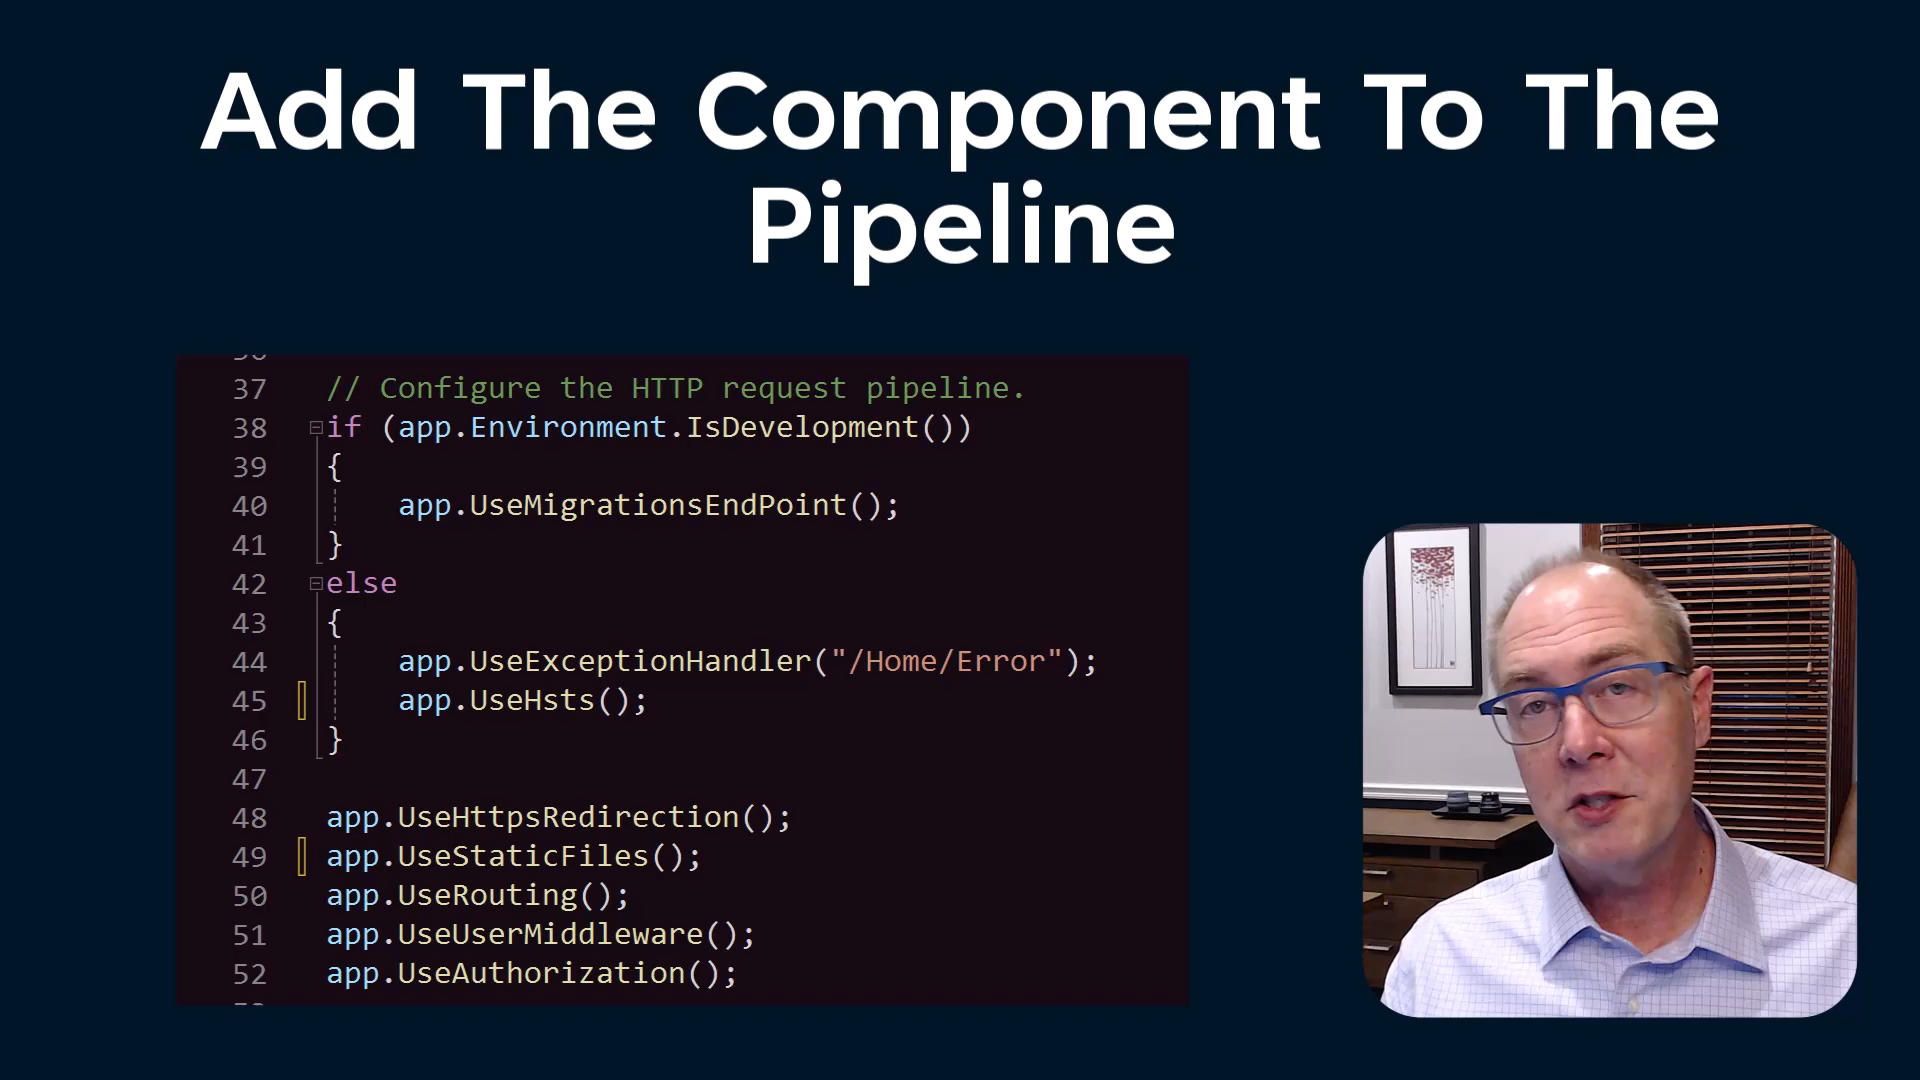 Add The Component To The
Pipeline
37 // Configure the HTTP request pipeline.
38 if (app.Environment.IsDevelopment())
39 {
40 app.UseMigrationsEndPoint();
41 }
42 else
43 {
44 app.UseExceptionHandler("/Home/Error");
45 app.UseHsts();
46 }
47
48 app.UseHttpsRedirection();
49 app.UseStaticFiles();
50 app.UseRouting();
51 app.UseUserMiddleware();
52 app.UseAuthorization();